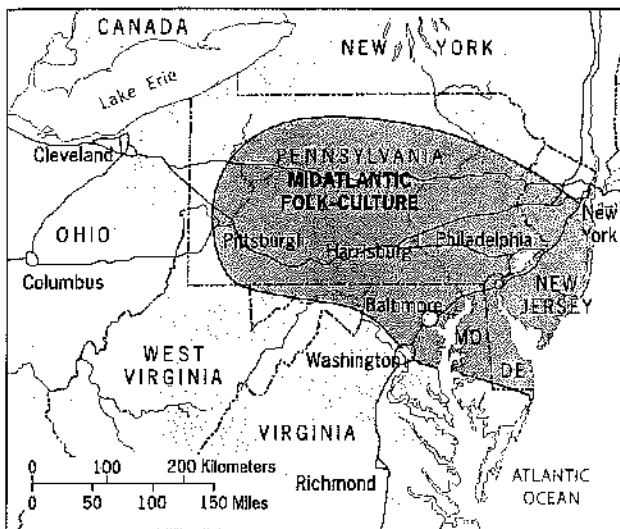 CANADA
NEW YORK
Lake Erie
Cleveland
PENNSYLVANIA
MIDATLANTIC
FOLK-CULTURE
New
York
OHIO
Pittsburgh
Harrisburg
Philadelphia
Columbus
NEW
JERSEY
Baltimore
MD
WEST
VIRGINIA
Washington
DE
VIRGINIA
0 100 200 Kilometers
0 50 100 150 Miles
Richmond
ATLANTIC
OCEAN